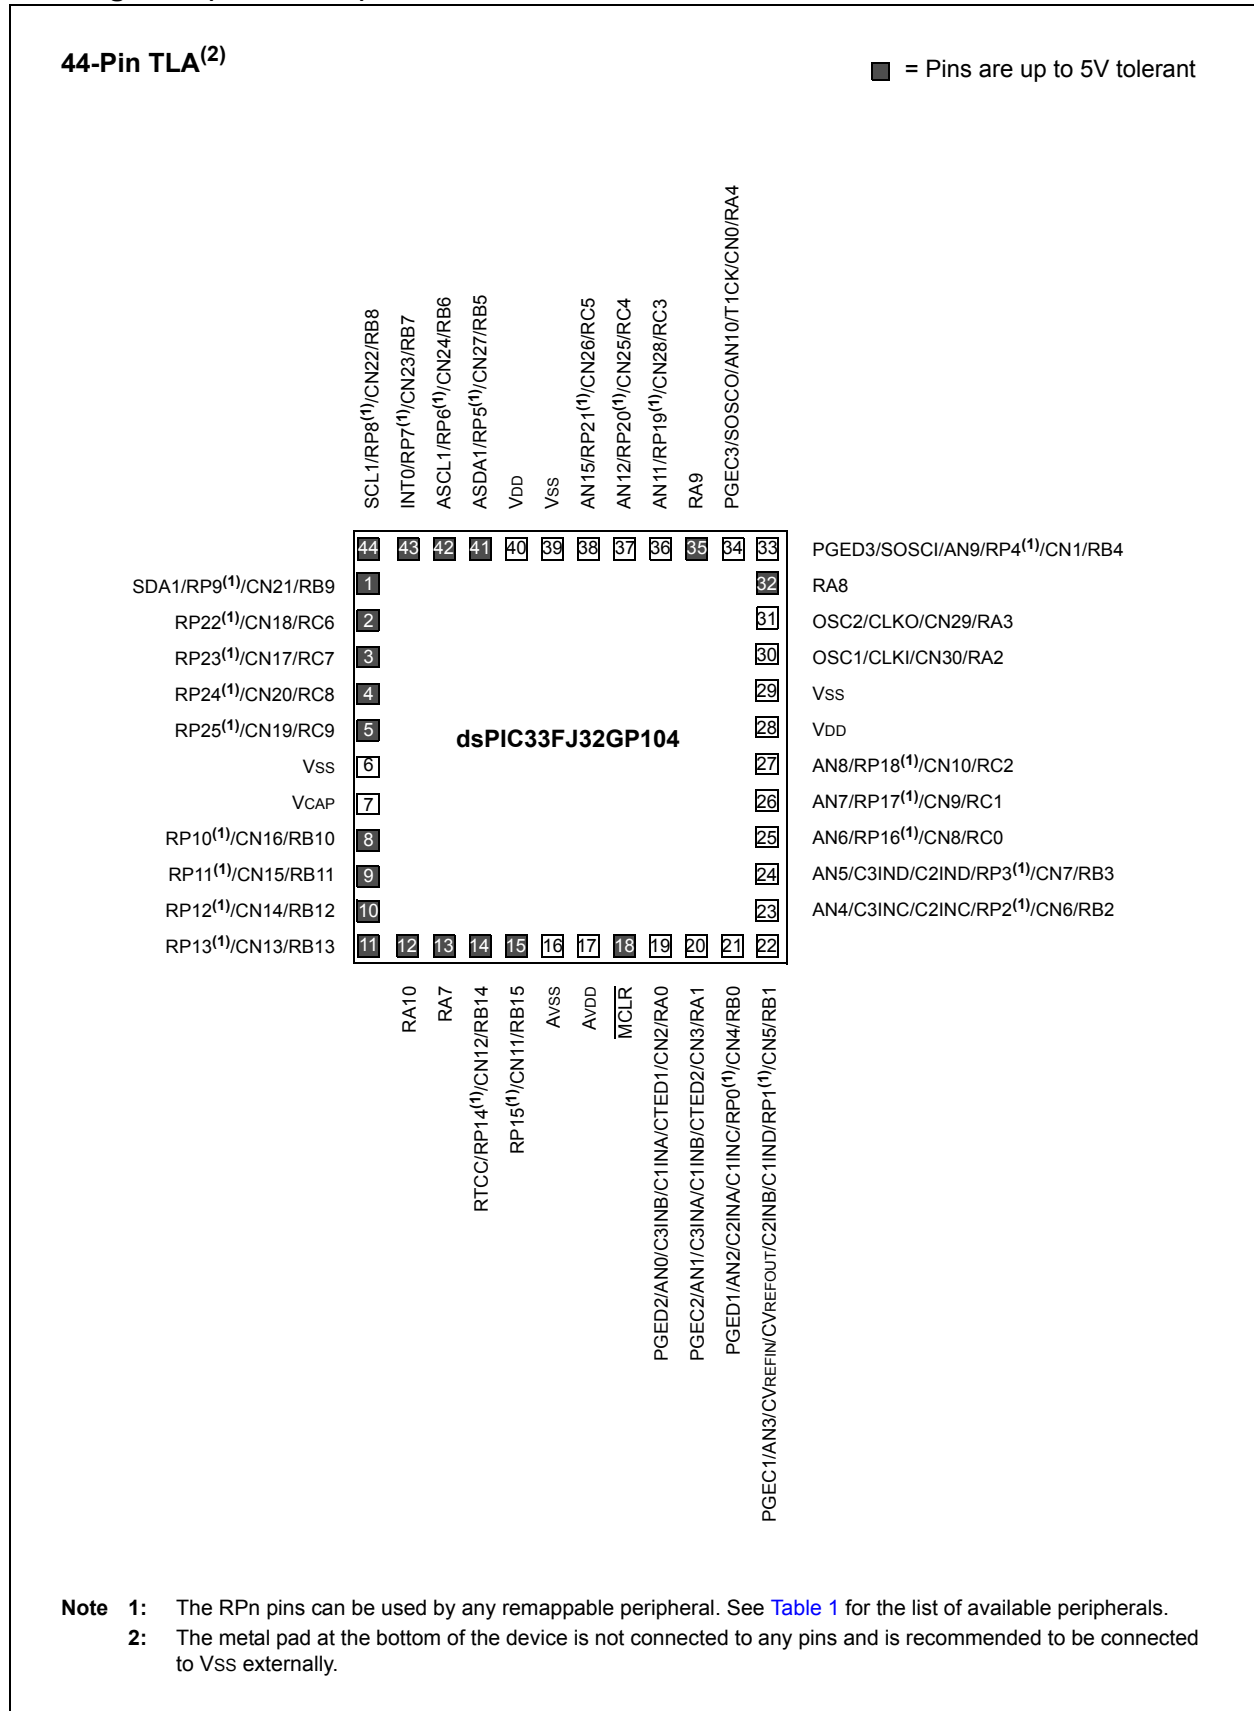 44-Pin TLA(2)
= Pins are up to 5V tolerant
SCL1/RP8(1)/CN22/RB8
INT0/RP7(1)/CN23/RB7
ASCL1/RP6(1)/CN24/RB6
ASDA1/RP5(1)/CN27/RB5
VDD
VSS
AN15/RP21(1)/CN26/RC5
AN12/RP20(1)/CN25/RC4
AN11/RP19(1)/CN28/RC3
RA9
PGEC3/SOSCO/AN10/T1CK/CN0/RA4
44 43 42 41 40 39 38 37 36 35 34 33 PGED3/SOSCI/AN9/RP4(1)/CN1/RB4
SDA1/RP9(1)/CN21/RB9 1 32 RA8
RP22(1)/CN18/RC6 2 31 OSC2/CLKO/CN29/RA3
RP23(1)/CN17/RC7 3 30 OSC1/CLKI/CN30/RA2
RP24(1)/CN20/RC8 4 29 VSS
RP25(1)/CN19/RC9 5 dsPIC33FJ32GP104 28 VDD
VSS 6 27 AN8/RP18(1)/CN10/RC2
VCAP 7 26 AN7/RP17(1)/CN9/RC1
RP10(1)/CN16/RB10 8 25 AN6/RP16(1)/CN8/RC0
RP11(1)/CN15/RB11 9 24 AN5/C3IND/C2IND/RP3(1)/CN7/RB3
RP12(1)/CN14/RB12 10 23 AN4/C3INC/C2INC/RP2(1)/CN6/RB2
RP13(1)/CN13/RB13 11 12 13 14 15 16 17 18 19 20 21 22
RA10
RA7
RTCC/RP14(1)/CN12/RB14
RP15(1)/CN11/RB15
AVSS
AVDD
MCLR
PGED2/AN0/C3INB/C1INA/CTED1/CN2/RA0
PGEC2/AN1/C3INA/C1INB/CTED2/CN3/RA1
PGED1/AN2/C2INA/C1INC/RP0(1)/CN4/RB0
PGEC1/AN3/CVREFIN/CVREFOUT/C2INB/C1IND/RP1(1)/CN5/RB1
Note 1: The RPn pins can be used by any remappable peripheral. See Table 1 for the list of available peripherals.
2: The metal pad at the bottom of the device is not connected to any pins and is recommended to be connected
to VSS externally.